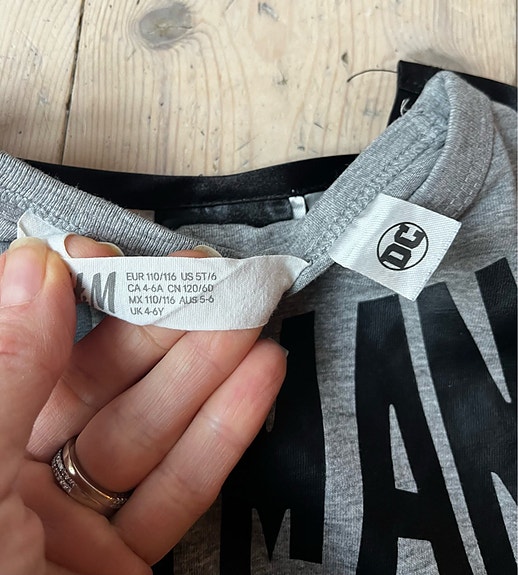 &M
EUR 110/116 US 5T/6
CA 4-6A CN 120/60
MX 110/116 AUS 5-6
UK 4-6Y
DC
MAN